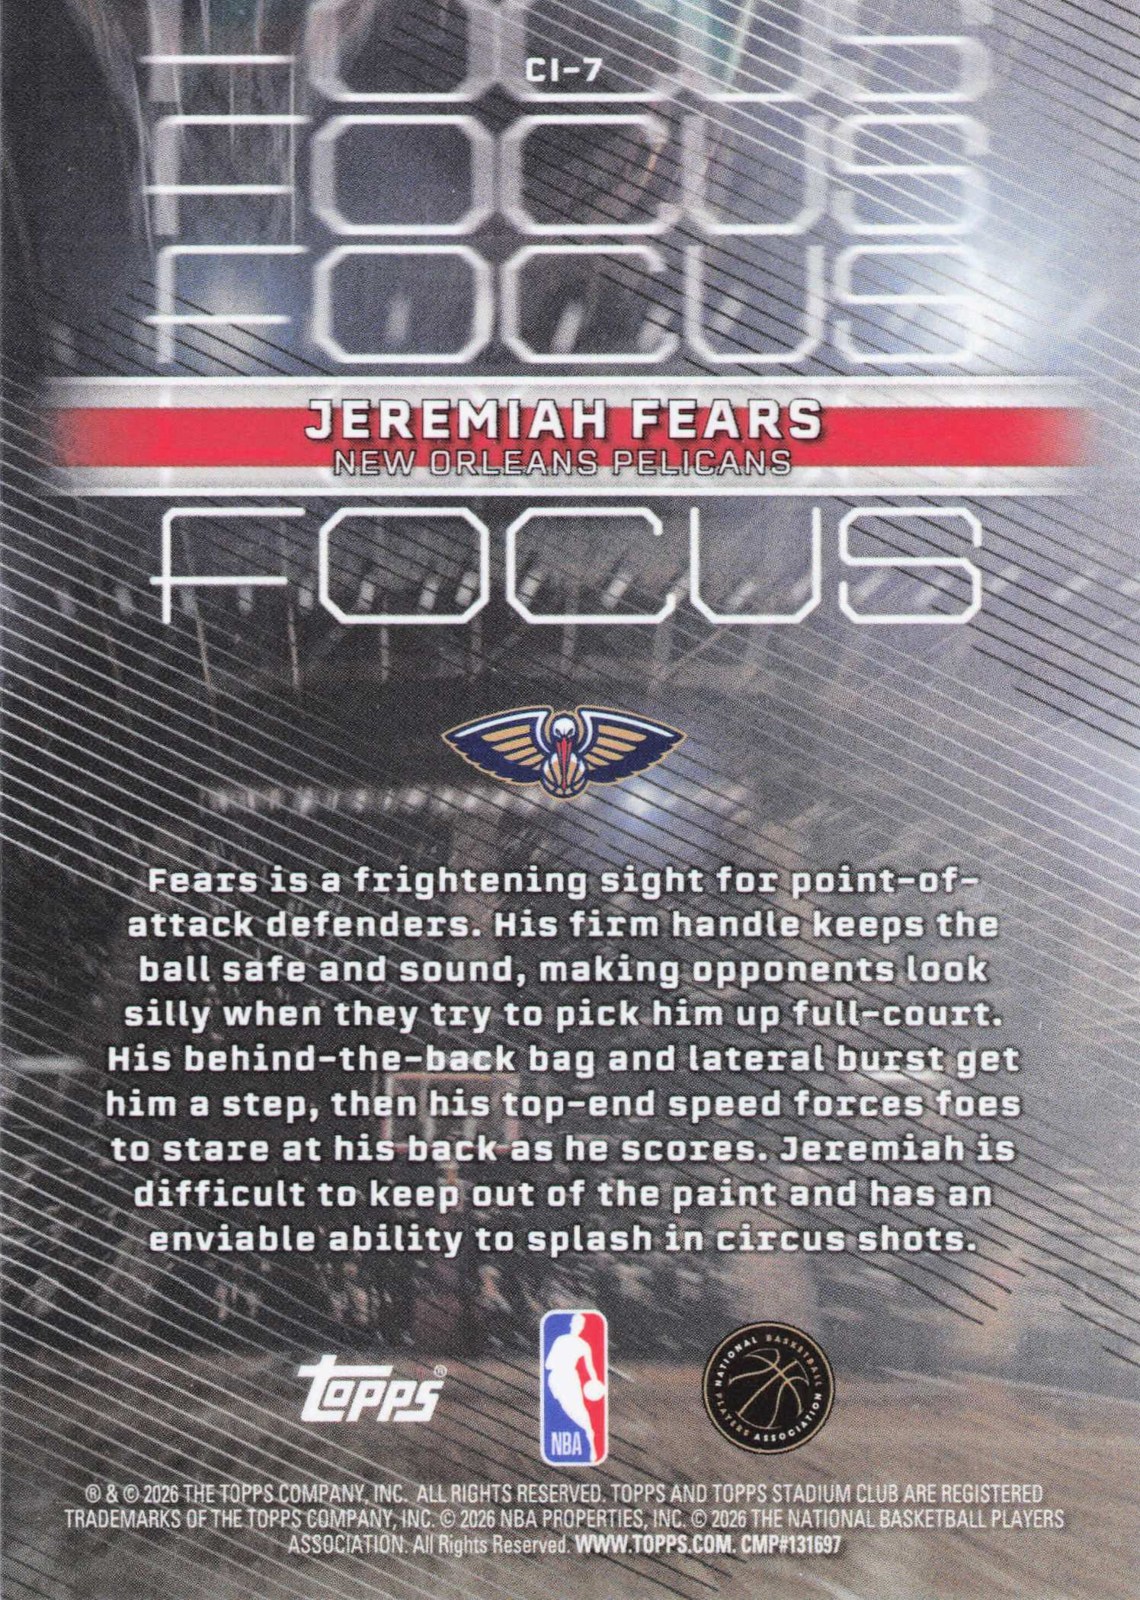 FOCUS
CI-7
FOCUS
FOCUS
JEREMIAH FEARS
NEW ORLEANS PELICANS
FOCUS
Fears is a frightening sight for point-of-
attack defenders. His firm handle keeps the
ball safe and sound, making opponents look
silly when they try to pick him up full-court.
His behind-the-back bag and lateral burst get
him a step, then his top-end speed forces foes
to stare at his back as he scores. Jeremiah is
difficult to keep out of the paint and has an
enviable ability to splash in circus shots.
topps®
NBA
NATIONAL BASKETBALL
PLAYERS ASSOCIATION
® & © 2026 THE TOPPS COMPANY, INC. ALL RIGHTS RESERVED. TOPPS AND TOPPS STADIUM CLUB ARE REGISTERED
TRADEMARKS OF THE TOPPS COMPANY, INC. © 2026 NBA PROPERTIES, INC. © 2026 THE NATIONAL BASKETBALL PLAYERS
ASSOCIATION. All Rights Reserved. WWW.TOPPS.COM. CMP#131697